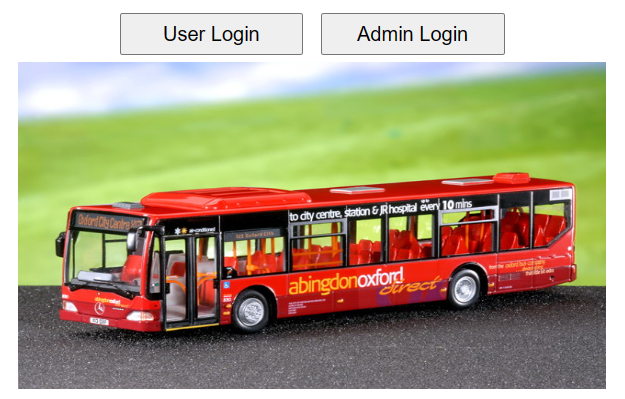 User Login Admin Login
Oxford City Centre
air-conditioned
to city centre, station & JR hospital every 10 mins
abingdonoxford
direct
abingdonoxford